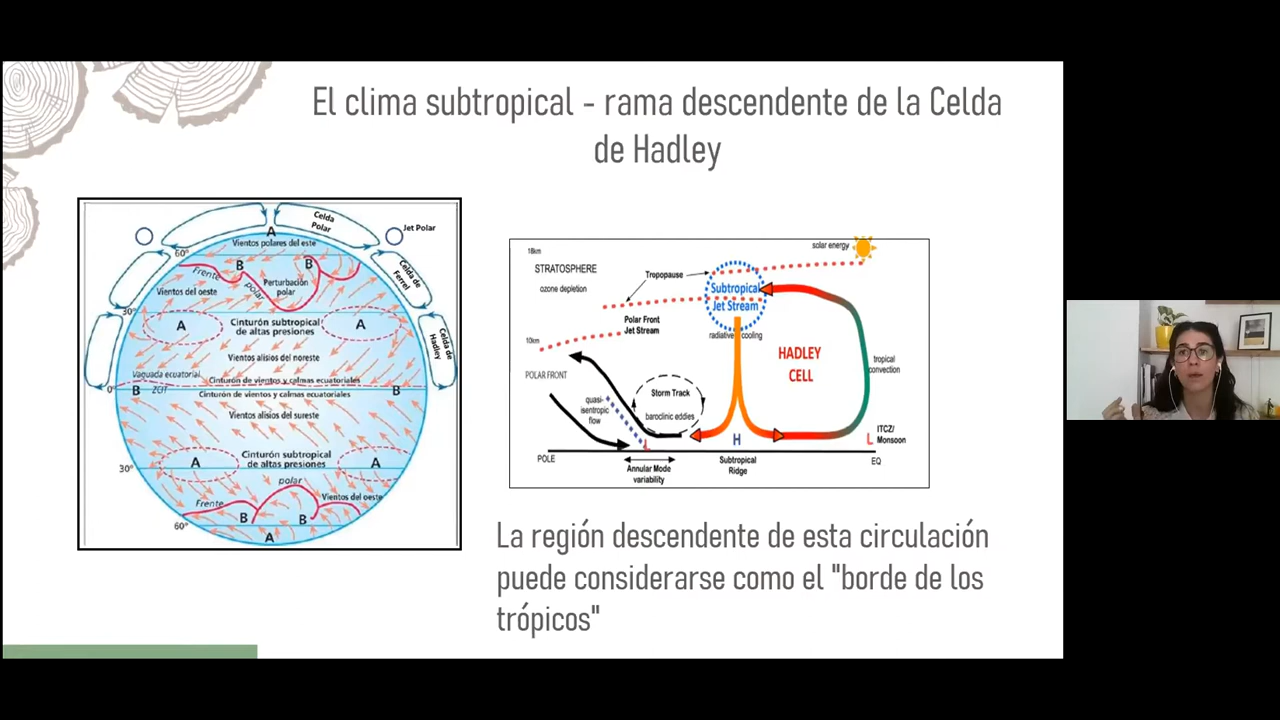 El clima subtropical - rama descendente de la Celda
de Hadley
Celda
Polar
Jet Polar
A
Vientos polares del este
60°
B
B
Frente
polar
Perturbación
polar
Celda de
Ferrel
Vientos del oeste
30°
A
Cinturón subtropical
de altas presiones
A
Celda de
Hadley
Vientos alisios del noreste
Vaguada ecuatorial
Cinturón de vientos y calmas ecuatoriales
0°
B
ZCIT
Cinturón de vientos y calmas ecuatoriales
B
Vientos alisios del sureste
Cinturón subtropical
de altas presiones
30°
A
A
polar
Frente
Vientos del oeste
B
B
60°
A
18km
solar energy
STRATOSPHERE
ozone depletion
Tropopause
Subtropical
Jet Stream
Polar Front
Jet Stream
radiative cooling
10km
HADLEY
CELL
tropical
convection
POLAR FRONT
Storm Track
quasi-
isentropic
flow
baroclinic eddies
L
H
L
ITCZ/
Monsoon
POLE
Annular Mode
variability
Subtropical
Ridge
EQ
La región descendente de esta circulación
puede considerarse como el "borde de los
trópicos"